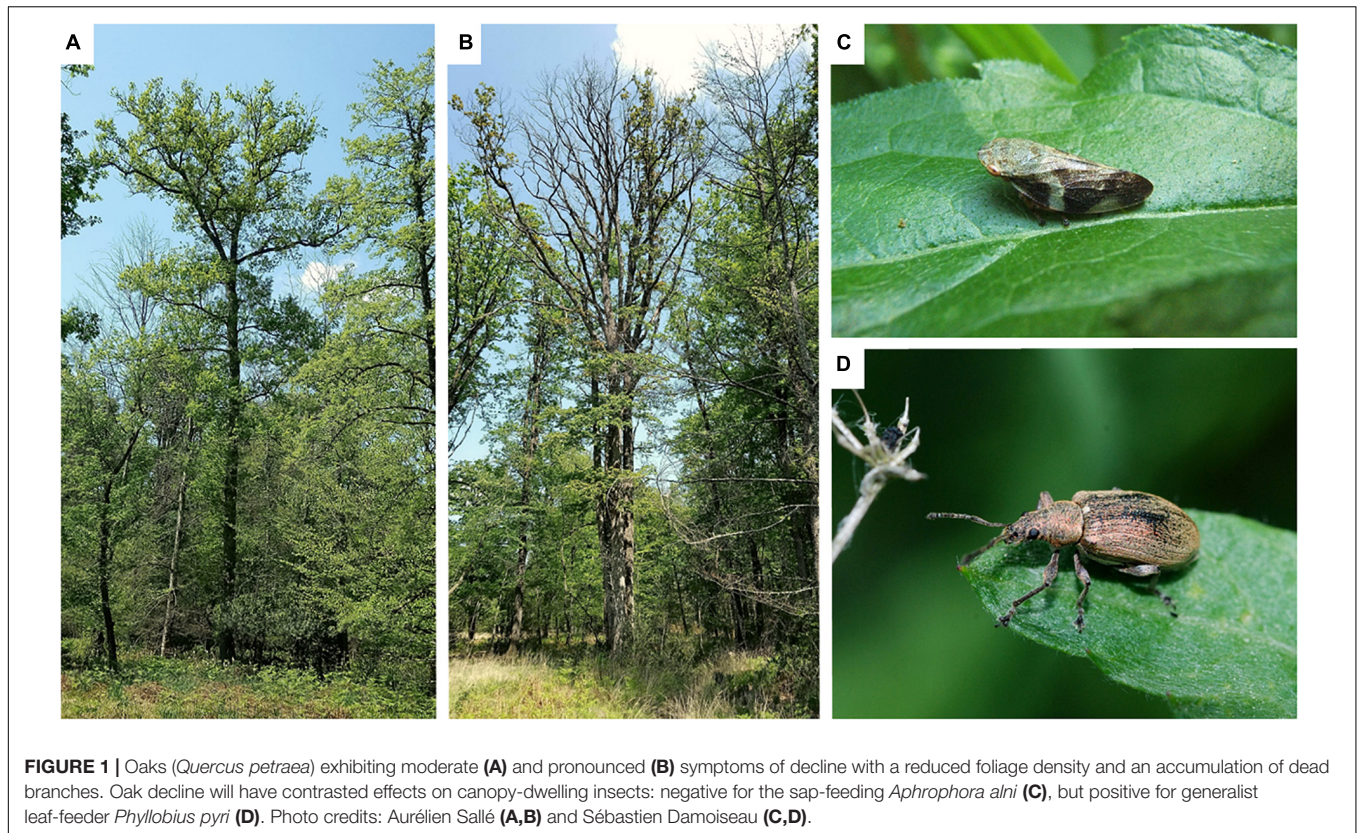 A
B
C
D
FIGURE 1 | Oaks (Quercus petraea) exhibiting moderate (A) and pronounced (B) symptoms of decline with a reduced foliage density and an accumulation of dead
branches. Oak decline will have contrasted effects on canopy-dwelling insects: negative for the sap-feeding Aphrophora alni (C), but positive for generalist
leaf-feeder Phyllobius pyri (D). Photo credits: Aurélien Sallé (A,B) and Sébastien Damoiseau (C,D).